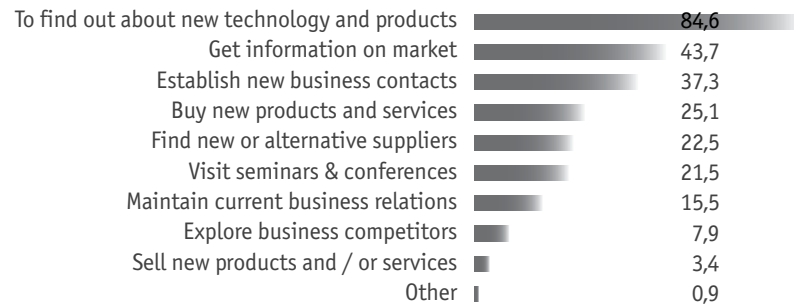 To find out about new technology and products 84,6
Get information on market 43,7
Establish new business contacts 37,3
Buy new products and services 25,1
Find new or alternative suppliers 22,5
Visit seminars & conferences 21,5
Maintain current business relations 15,5
Explore business competitors 7,9
Sell new products and / or services 3,4
Other 0,9